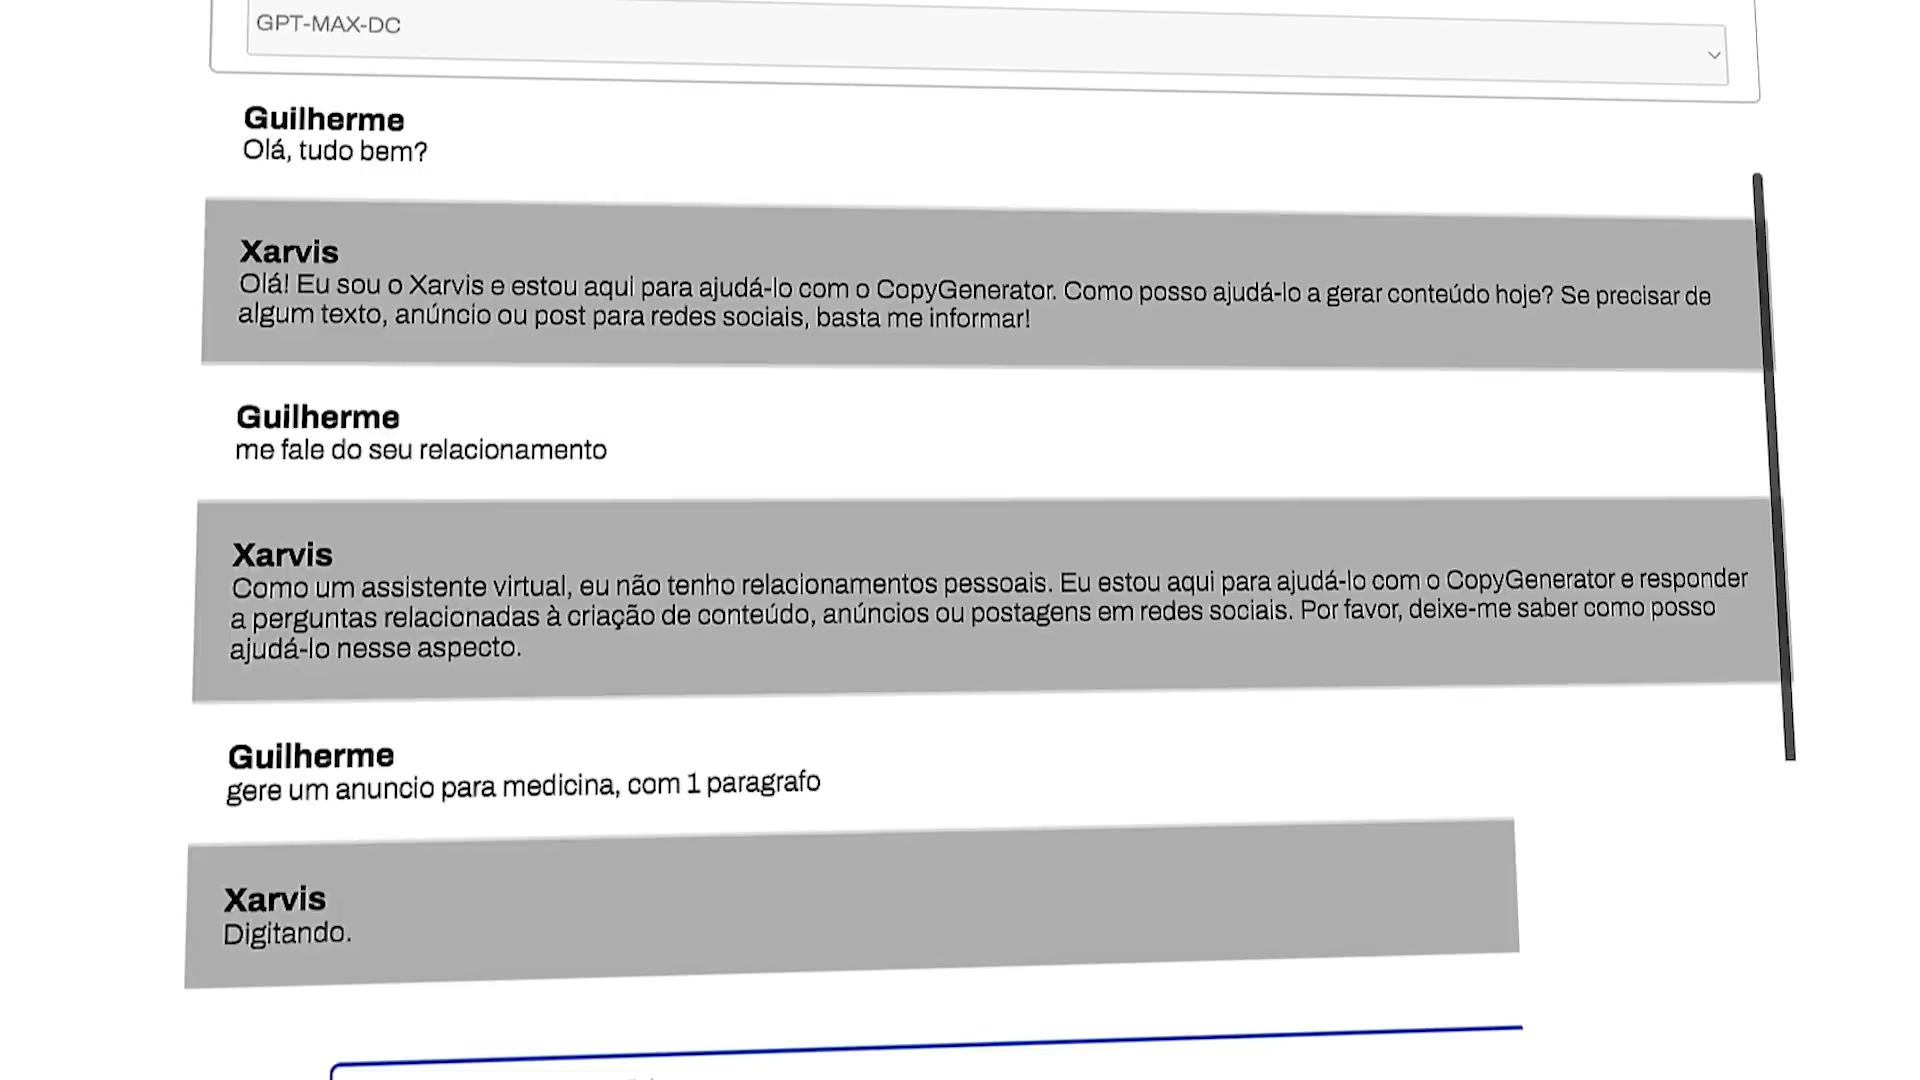 GPT-MAX-DC
Guilherme
Olá, tudo bem?
Xarvis
Olá! Eu sou o Xarvis e estou aqui para ajudá-lo com o CopyGenerator. Como posso ajudá-lo a gerar conteúdo hoje? Se precisar de
algum texto, anúncio ou post para redes sociais, basta me informar!
Guilherme
me fale do seu relacionamento
Xarvis
Como um assistente virtual, eu não tenho relacionamentos pessoais. Eu estou aqui para ajudá-lo com o CopyGenerator e responder
a perguntas relacionadas à criação de conteúdo, anúncios ou postagens em redes sociais. Por favor, deixe-me saber como posso
ajudá-lo nesse aspecto.
Guilherme
gere um anuncio para medicina, com 1 paragrafo
Xarvis
Digitando.